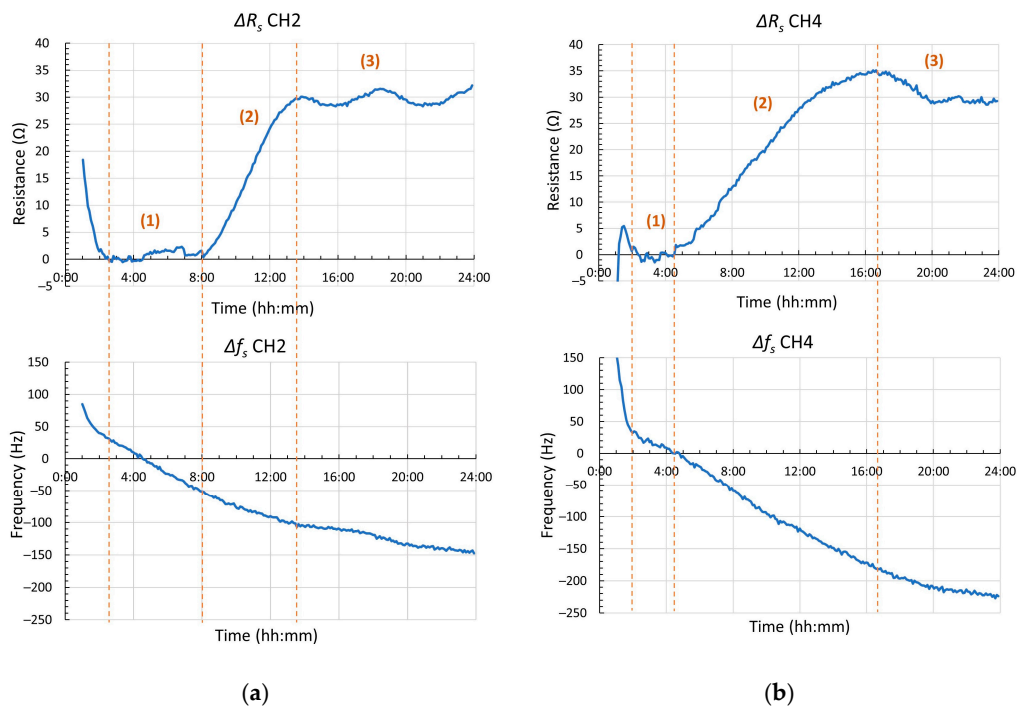 ΔRs CH2
40
35
30
25
20
15
10
5
0
−5
Resistance (Ω)
(1)
(2)
(3)
0:00 4:00 8:00 12:00 16:00 20:00 24:00
Time (hh:mm)
Δfs CH2
150
100
50
0
−50
−100
−150
−200
−250
Frequency (Hz)
0:00 4:00 8:00 12:00 16:00 20:00 24:00
Time (hh:mm)
(a)
ΔRs CH4
40
35
30
25
20
15
10
5
0
−5
Resistance (Ω)
(1)
(2)
(3)
0:00 4:00 8:00 12:00 16:00 20:00 24:00
Time (hh:mm)
Δfs CH4
150
100
50
0
−50
−100
−150
−200
−250
Frequency (Hz)
0:00 4:00 8:00 12:00 16:00 20:00 24:00
Time (hh:mm)
(b)